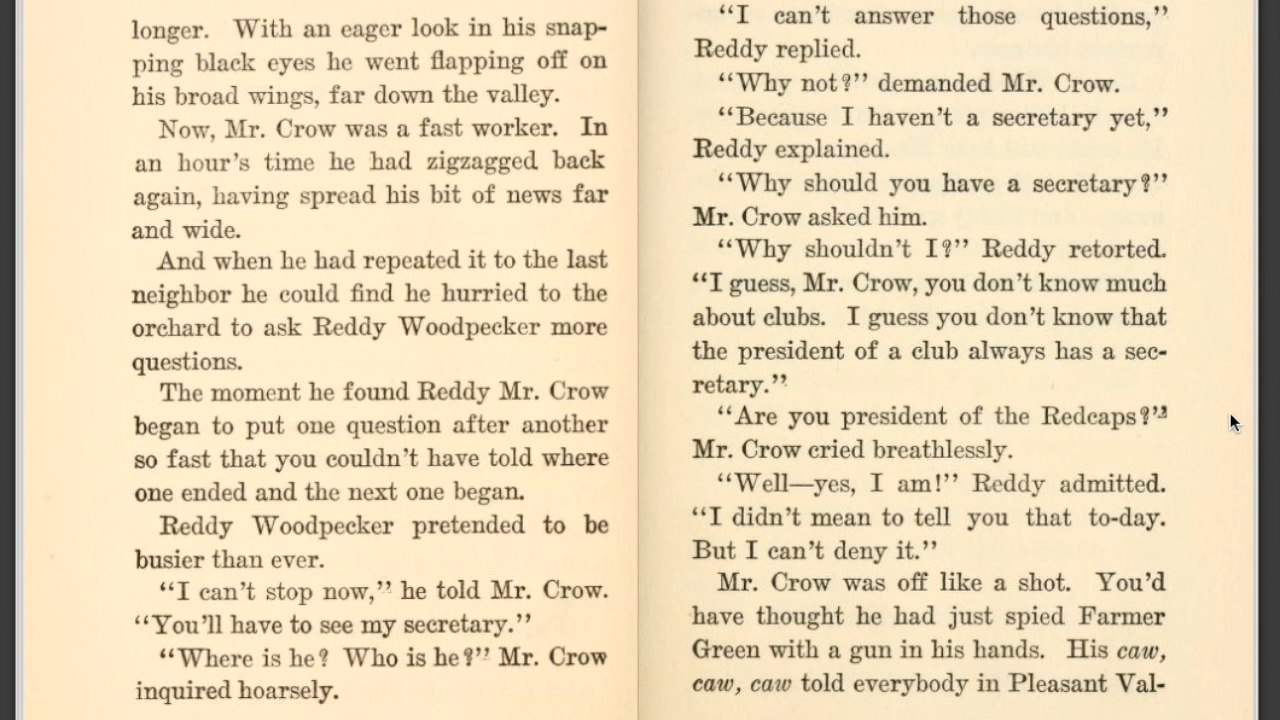 longer. With an eager look in his snap-
ping black eyes he went flapping off on
his broad wings, far down the valley.
Now, Mr. Crow was a fast worker. In
an hour's time he had zigzagged back
again, having spread his bit of news far
and wide.
And when he had repeated it to the last
neighbor he could find he hurried to the
orchard to ask Reddy Woodpecker more
questions.
The moment he found Reddy Mr. Crow
began to put one question after another
so fast that you couldn't have told where
one ended and the next one began.
Reddy Woodpecker pretended to be
busier than ever.
“I can't stop now,” he told Mr. Crow.
“You'll have to see my secretary.”
“Where is he? Who is he?” Mr. Crow
inquired hoarsely.
“I can't answer those questions,”
Reddy replied.
“Why not?” demanded Mr. Crow.
“Because I haven't a secretary yet,”
Reddy explained.
“Why should you have a secretary?”
Mr. Crow asked him.
“Why shouldn't I?” Reddy retorted.
“I guess, Mr. Crow, you don't know much
about clubs. I guess you don't know that
the president of a club always has a sec-
retary.”
“Are you president of the Redcaps?”
Mr. Crow cried breathlessly.
“Well—yes, I am!” Reddy admitted.
“I didn't mean to tell you that to-day.
But I can't deny it.”
Mr. Crow was off like a shot. You'd
have thought he had just spied Farmer
Green with a gun in his hands. His caw,
caw, caw told everybody in Pleasant Val-